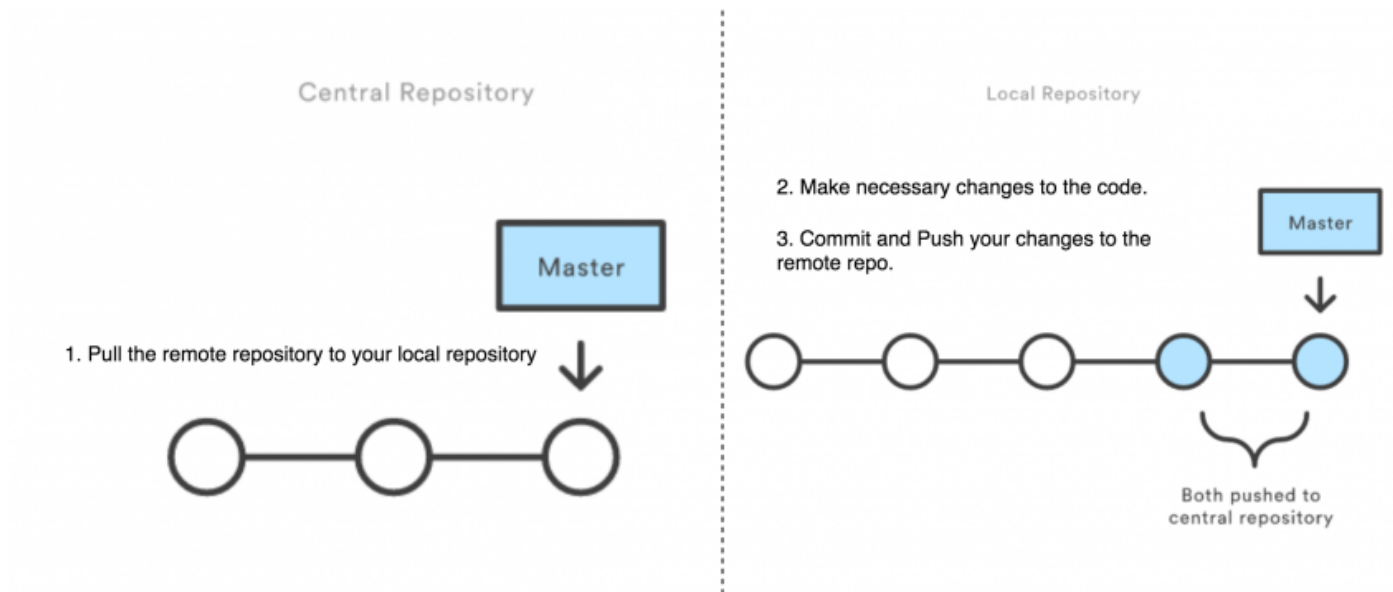 Central Repository
Master
1. Pull the remote repository to your local repository
Local Repository
2. Make necessary changes to the code.
3. Commit and Push your changes to the
remote repo.
Master
Both pushed to
central repository